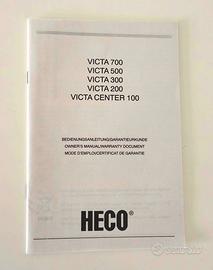 VICTA 700
VICTA 500
VICTA 300
VICTA 200
VICTA CENTER 100
BEDIENUNGSANLEITUNG/GARANTIEURKUNDE
OWNER'S MANUAL/WARRANTY DOCUMENT
MODE D'EMPLOI/CERTIFICAT DE GARANTIE
HECO®
subito